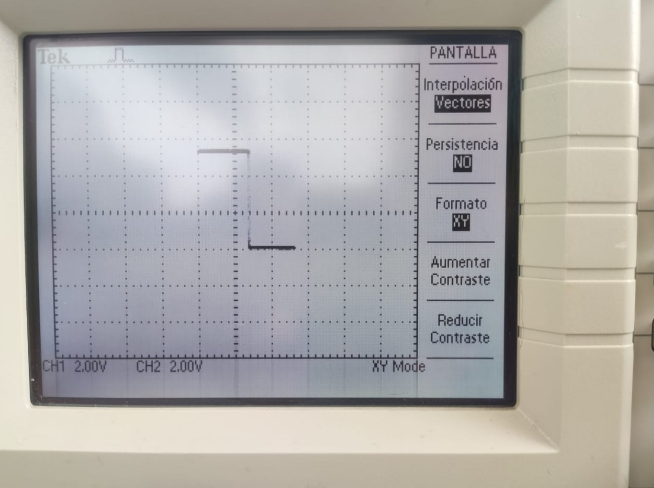 Tek
PANTALLA
Interpolación
Vectores
Persistencia
NO
Formato
XY
Aumentar
Contraste
Reducir
Contraste
CH1 2.00V CH2 2.00V XY Mode